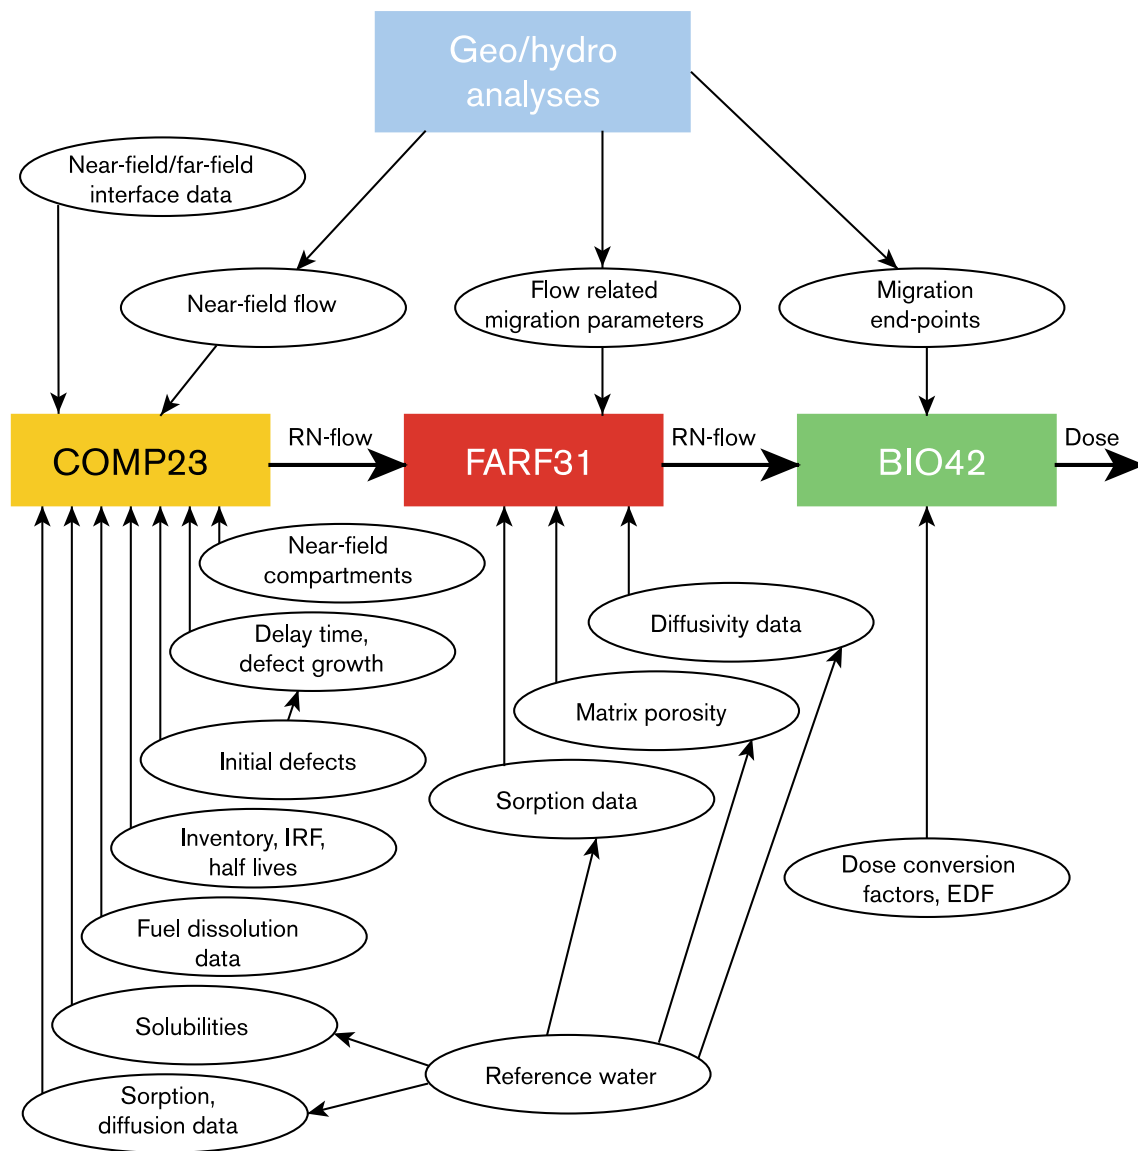 Geo/hydro
analyses
Near-field/far-field
interface data
Near-field flow
Flow related
migration parameters
Migration
end-points
COMP23
RN-flow
FARF31
RN-flow
BIO42
Dose
Near-field
compartments
Delay time,
defect growth
Initial defects
Inventory, IRF,
half lives
Fuel dissolution
data
Solubilities
Sorption,
diffusion data
Diffusivity data
Matrix porosity
Sorption data
Reference water
Dose conversion
factors, EDF